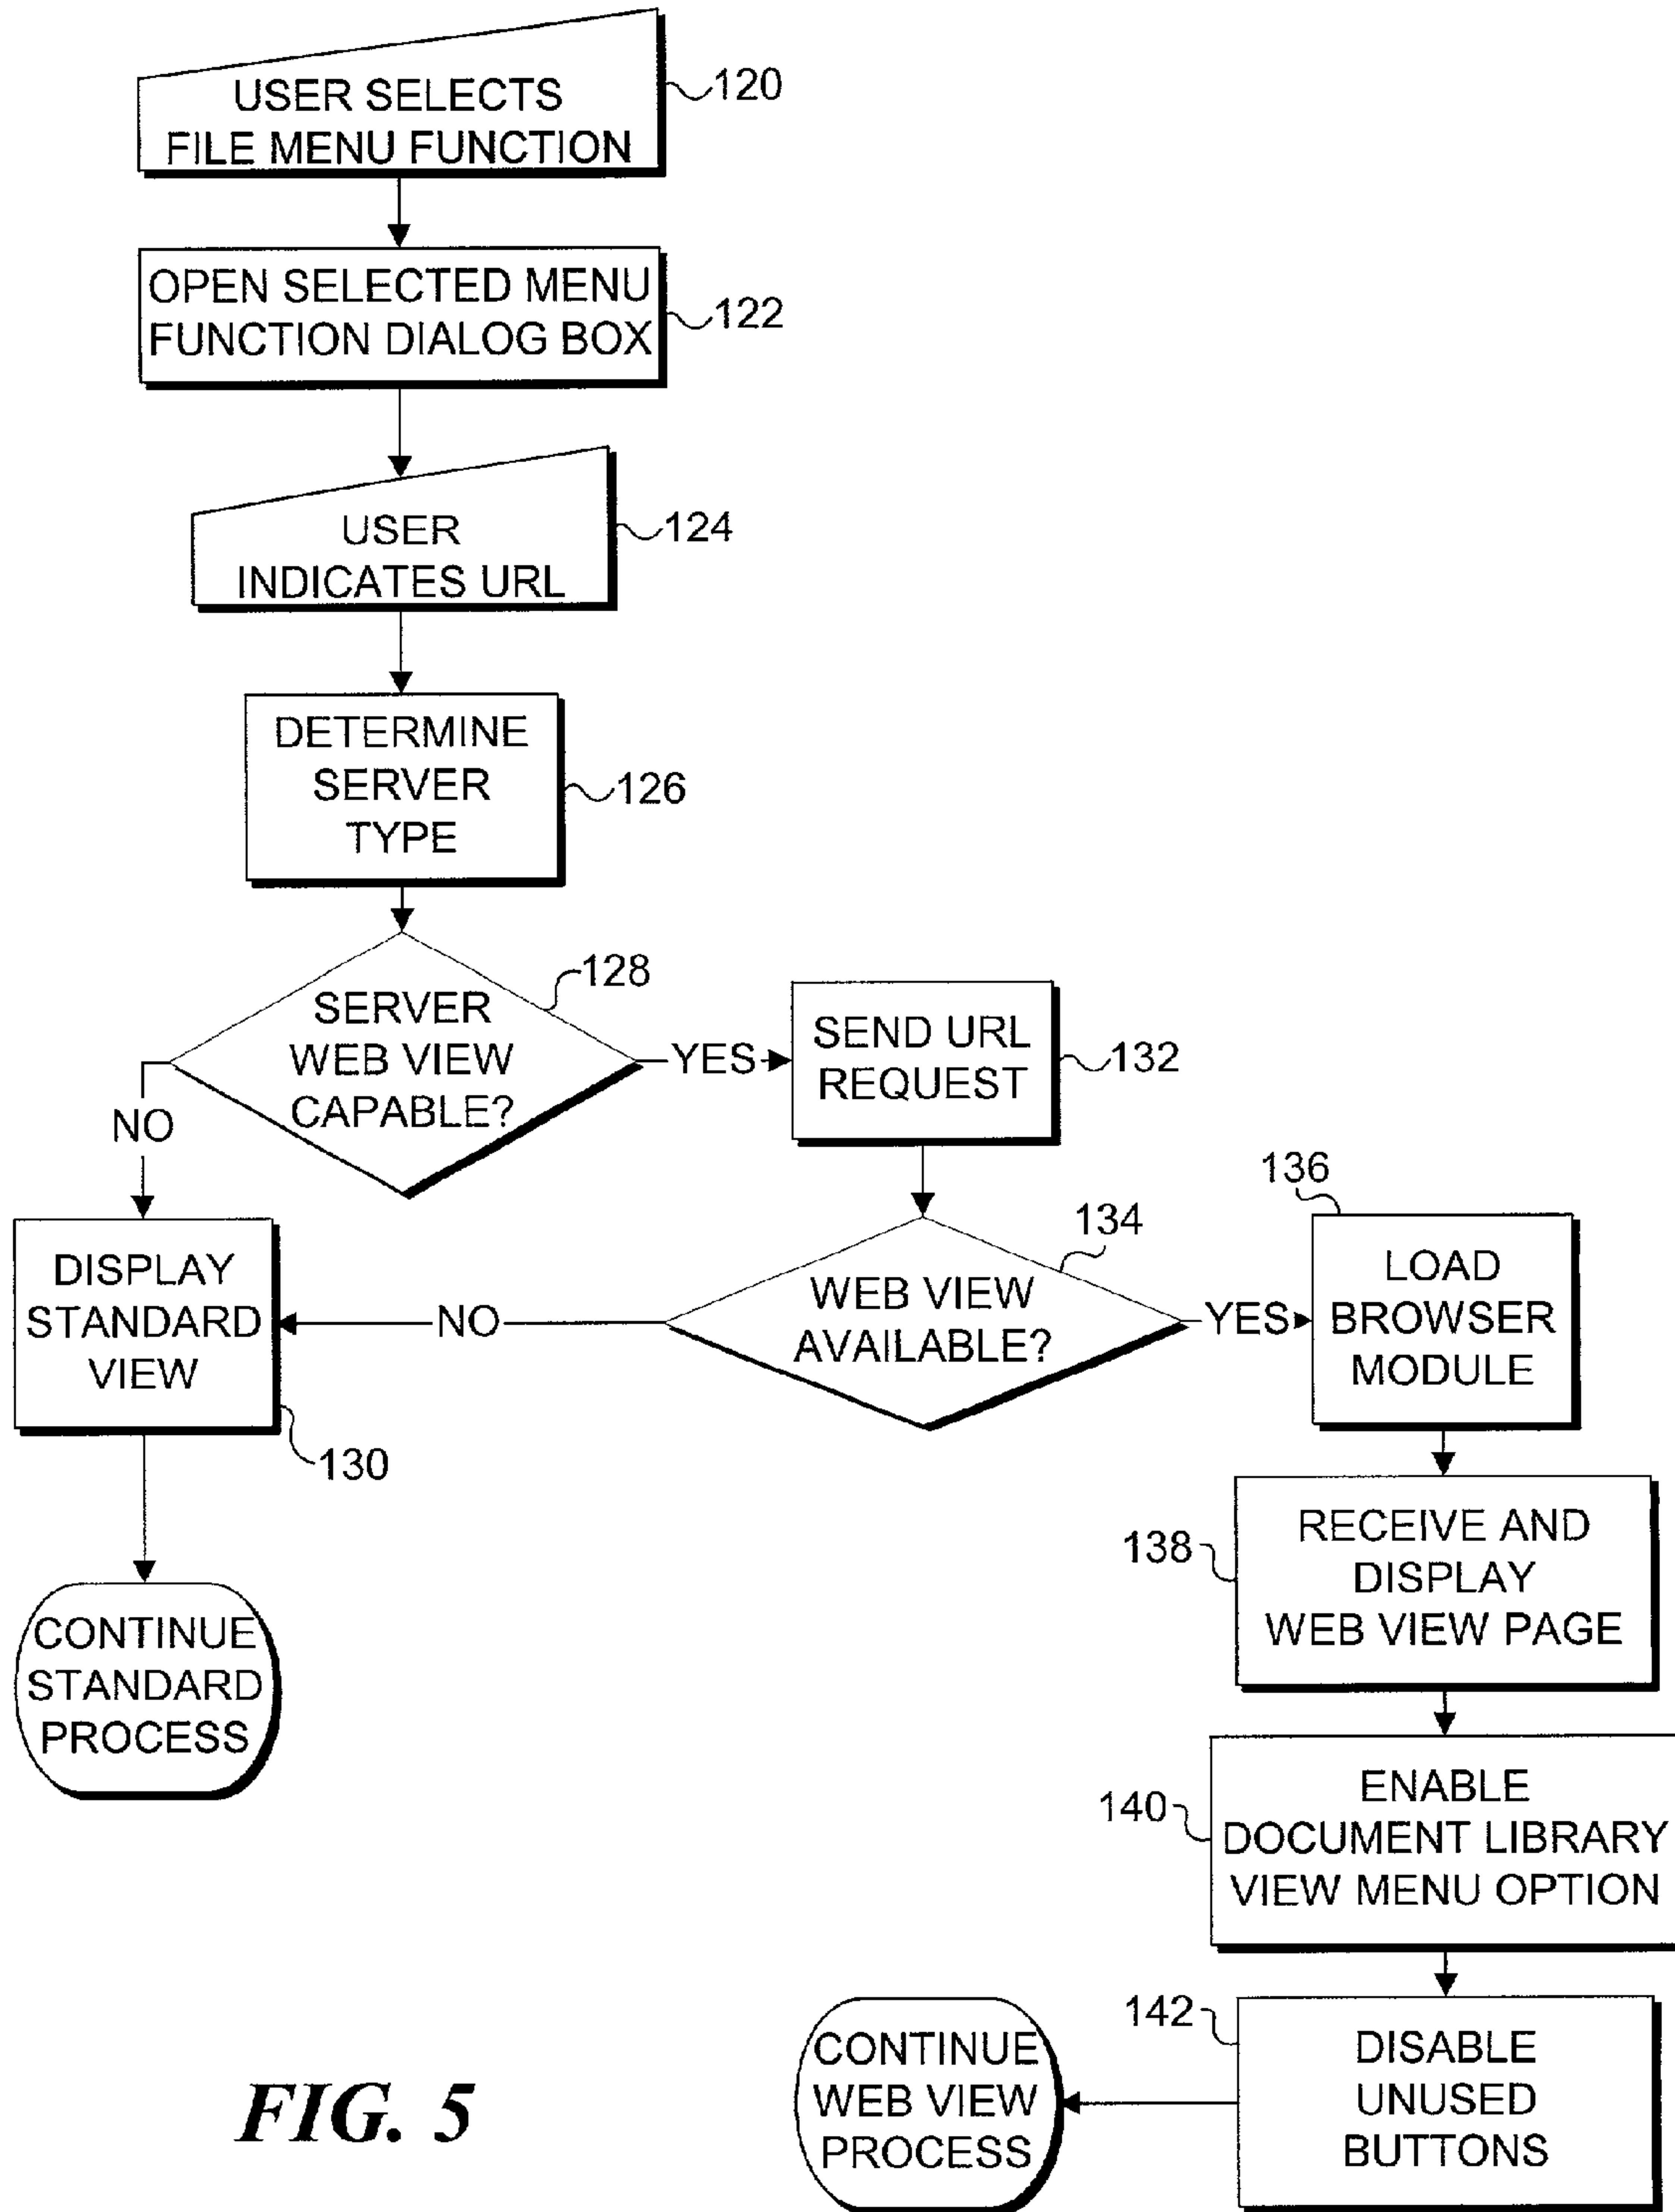 USER SELECTS
FILE MENU FUNCTION
120
OPEN SELECTED MENU
FUNCTION DIALOG BOX
122
USER
INDICATES URL
124
DETERMINE
SERVER
TYPE
126
SERVER
WEB VIEW
CAPABLE?
128
YES
NO
SEND URL
REQUEST
132
WEB VIEW
AVAILABLE?
134
YES
NO
DISPLAY
STANDARD
VIEW
130
CONTINUE
STANDARD
PROCESS
136
LOAD
BROWSER
MODULE
138
RECEIVE AND
DISPLAY
WEB VIEW PAGE
140
ENABLE
DOCUMENT LIBRARY
VIEW MENU OPTION
142
DISABLE
UNUSED
BUTTONS
CONTINUE
WEB VIEW
PROCESS
FIG. 5